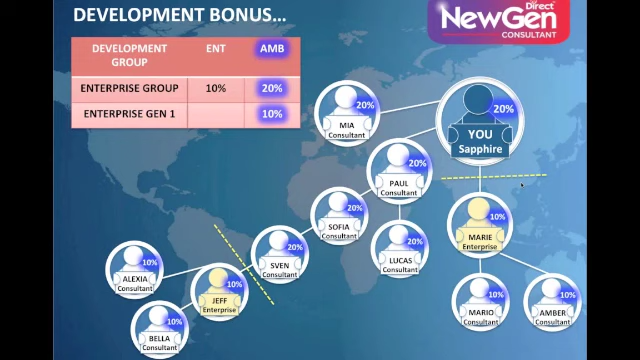 DEVELOPMENT BONUS...
Direct
NewGen
CONSULTANT
DEVELOPMENT GROUP ENT AMB
ENTERPRISE GROUP 10% 20%
ENTERPRISE GEN 1 10%
20%
MIA
Consultant
20%
YOU
Sapphire
20%
PAUL
Consultant
20%
SOFIA
Consultant
20%
LUCAS
Consultant
10%
MARIE
Enterprise
20%
SVEN
Consultant
10%
ALEXIA
Consultant
10%
JEFF
Enterprise
10%
BELLA
Consultant
10%
MARIO
Consultant
10%
AMBER
Consultant